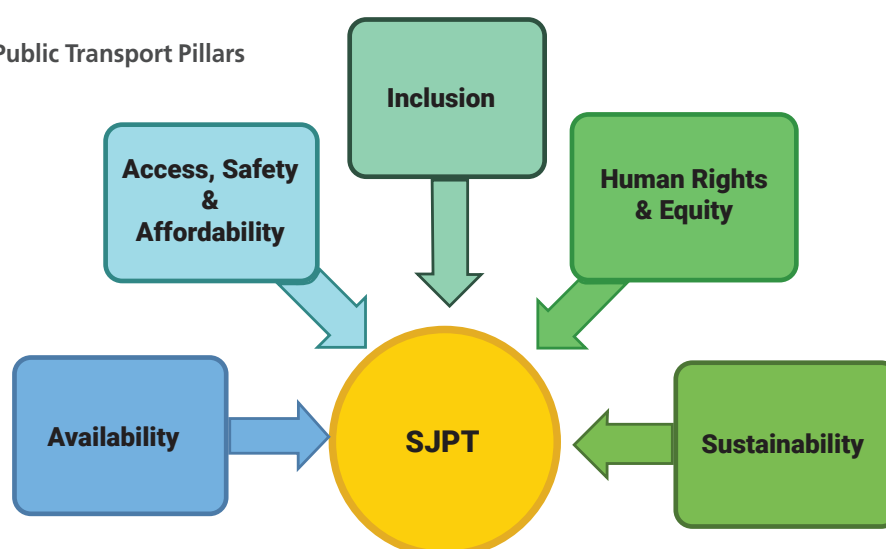 Public Transport Pillars
Inclusion
Access, Safety
&
Affordability
Human Rights
& Equity
Availability
SJPT
Sustainability